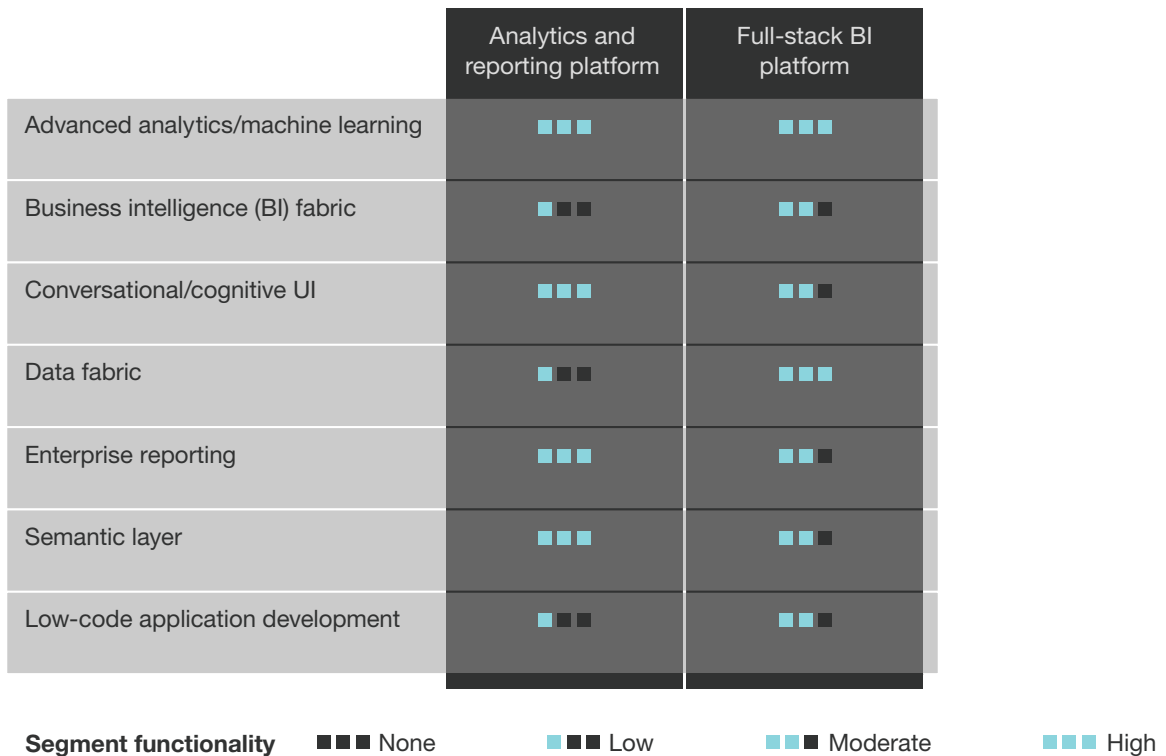 Analytics and
reporting platform
Full-stack BI
platform
Advanced analytics/machine learning
Business intelligence (BI) fabric
Conversational/cognitive UI
Data fabric
Enterprise reporting
Semantic layer
Low-code application development
Segment functionality None Low Moderate High